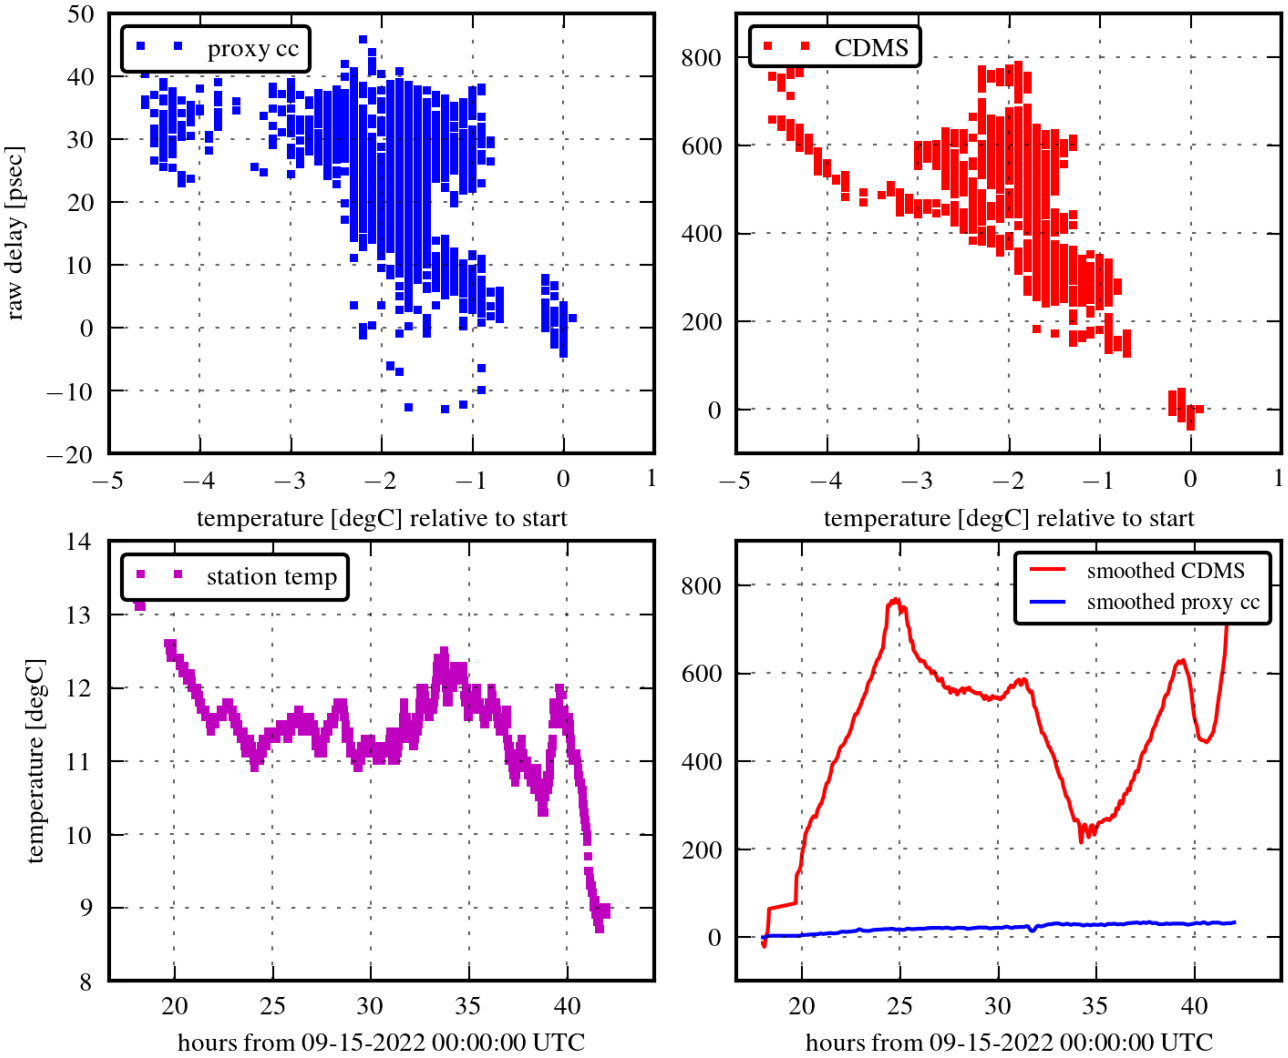 50
40
30
20
10
0
−10
−20
raw delay [psec]
proxy cc
−5 −4 −3 −2 −1 0 1
temperature [degC] relative to start
800
600
400
200
0
CDMS
−5 −4 −3 −2 −1 0 1
temperature [degC] relative to start
14
13
12
11
10
9
8
temperature [degC]
station temp
20 25 30 35 40
hours from 09-15-2022 00:00:00 UTC
800
600
400
200
0
smoothed CDMS
smoothed proxy cc
20 25 30 35 40
hours from 09-15-2022 00:00:00 UTC